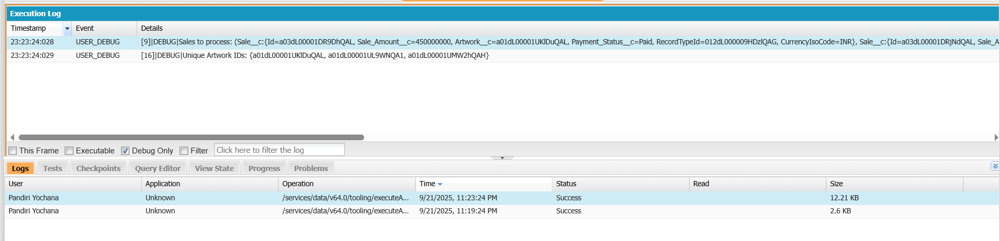 Execution Log
Timestamp Event Details
23:23:24:028 USER_DEBUG [9]|DEBUG|Sales to process: (Sale__c:{Id=a03dL00001DR9DhQAL, Sale_Amount__c=450000000, Artwork__c=a01dL00001UKlDuQAL, Payment_Status__c=Paid, RecordTypeId=012dL000009HDzlQAG, CurrencyIsoCode=INR}, Sale__c:{Id=a03dL00001DRjNdQAL, Sale_A
23:23:24:029 USER_DEBUG [16]|DEBUG|Unique Artwork IDs: {a01dL00001UKlDuQAL, a01dL00001UL9WNQA1, a01dL00001UMW2hQAH}
This Frame Executable Debug Only Filter Click here to filter the log
Logs Tests Checkpoints Query Editor View State Progress Problems
User Application Operation Time Status Read Size
Pandiri Yochana Unknown /services/data/v64.0/tooling/executeA... 9/21/2025, 11:23:24 PM Success 12.21 KB
Pandiri Yochana Unknown /services/data/v64.0/tooling/executeA... 9/21/2025, 11:19:24 PM Success 2.6 KB